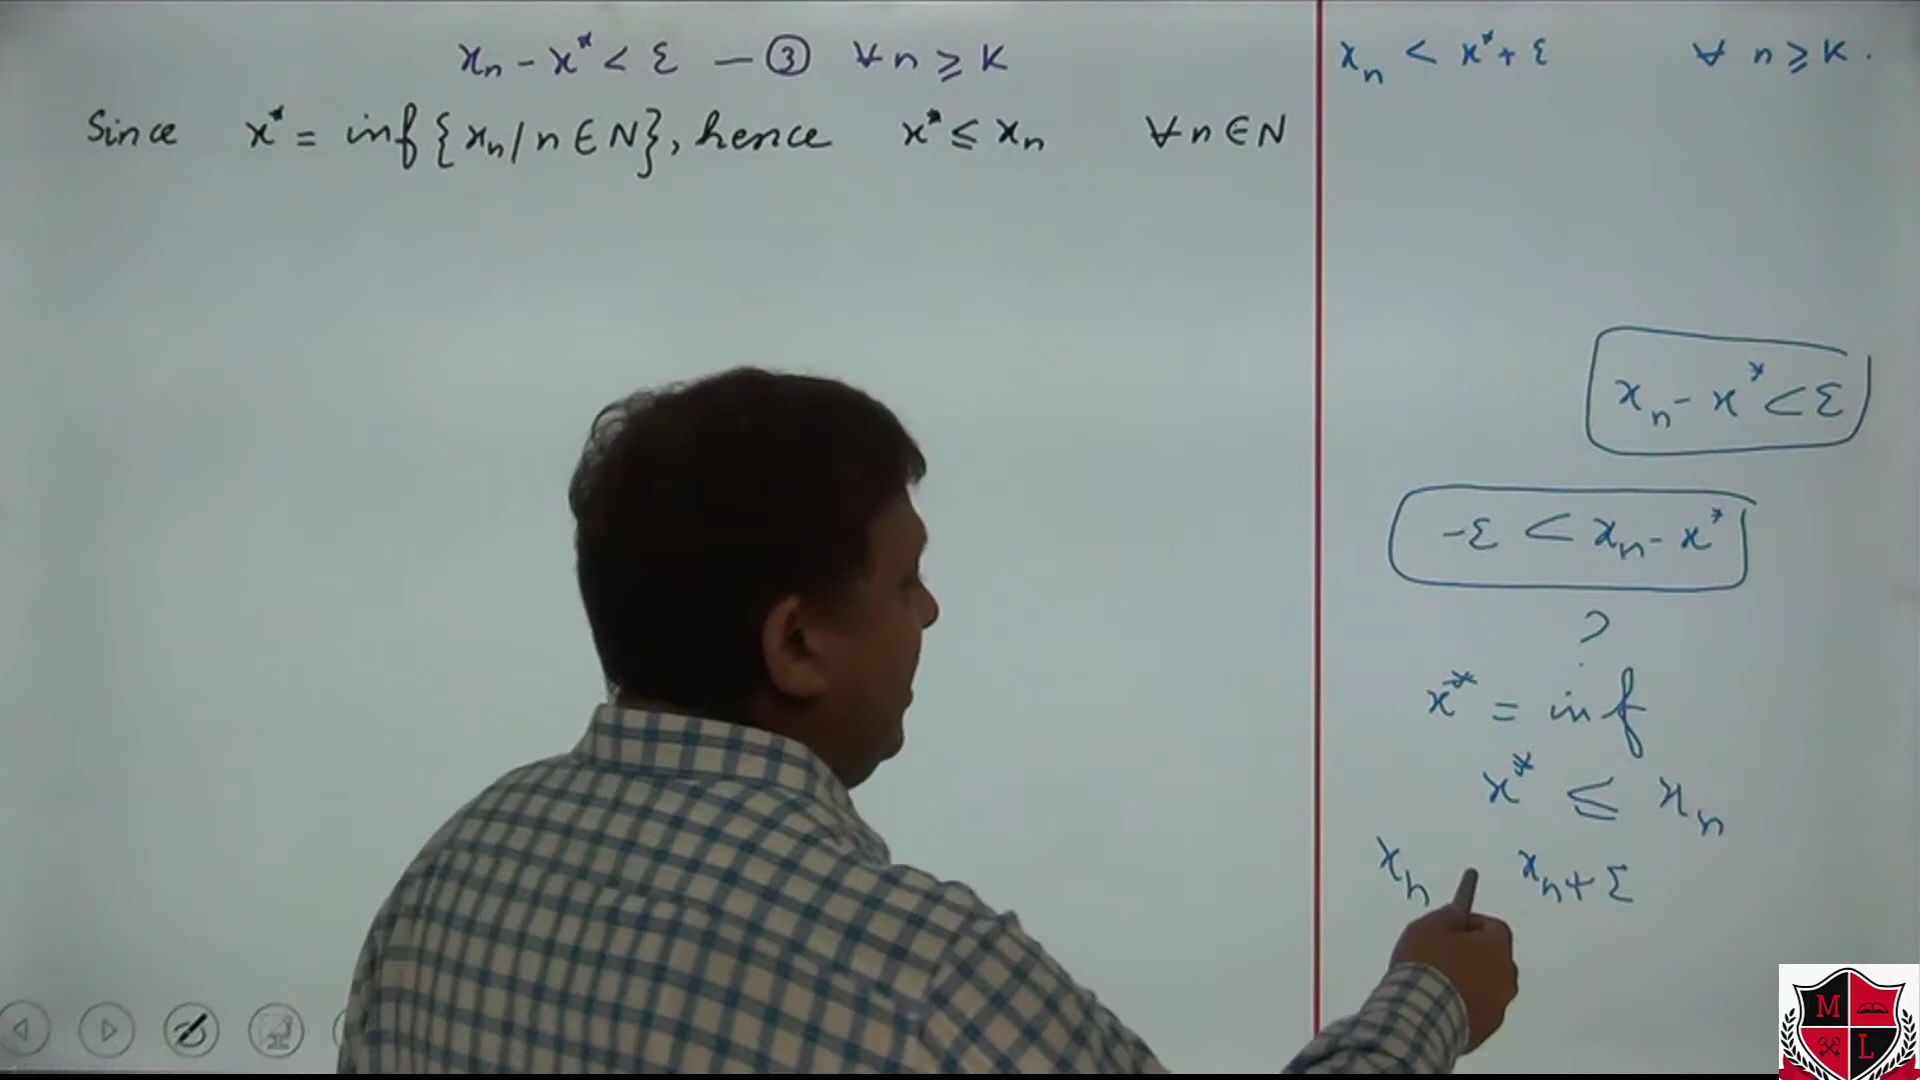 xₙ - x* < ε — ③ ∀ n ≥ K
Since x* = inf {xₙ / n ∈ N}, hence x* ≤ xₙ ∀ n ∈ N
xₙ < x* + ε ∀ n ≥ K.
xₙ - x* < ε
-ε < xₙ - x*
?
x* = inf
x* ≤ xₙ
xₙ xₙ + ε
M
L